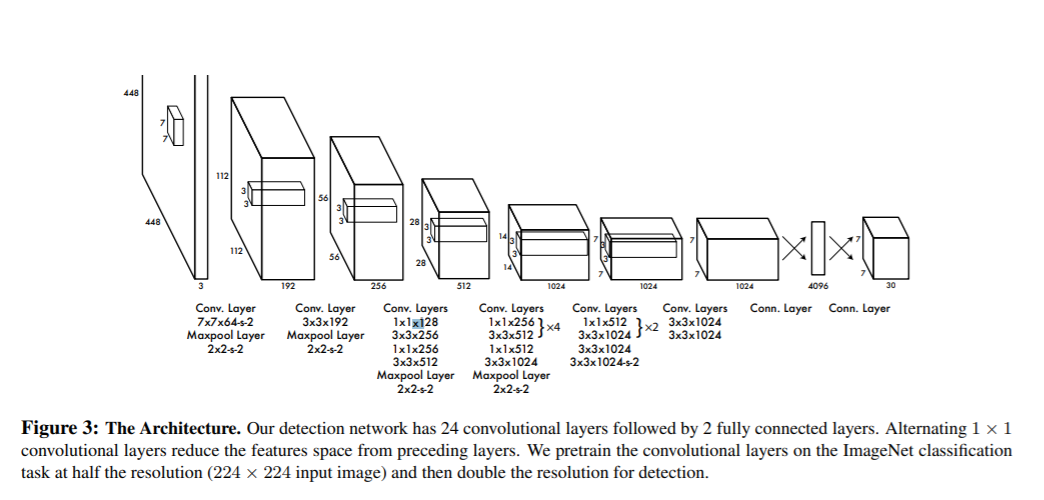 448
7
7
448
3
112
3
3
112
192
56
3
3
56
256
28
3
3
28
512
14
3
3
14
1024
7
3
3
7
1024
7
7
1024
4096
7
7
30
Conv. Layer
7x7x64-s-2
Maxpool Layer
2x2-s-2
Conv. Layer
3x3x192
Maxpool Layer
2x2-s-2
Conv. Layers
1x1x128
3x3x256
1x1x256
3x3x512
Maxpool Layer
2x2-s-2
Conv. Layers
1x1x256
3x3x512
}×4
1x1x512
3x3x1024
Maxpool Layer
2x2-s-2
Conv. Layers
1x1x512
3x3x1024
}×2
3x3x1024
3x3x1024-s-2
Conv. Layers
3x3x1024
3x3x1024
Conn. Layer
Conn. Layer
Figure 3: The Architecture. Our detection network has 24 convolutional layers followed by 2 fully connected layers. Alternating 1 × 1
convolutional layers reduce the features space from preceding layers. We pretrain the convolutional layers on the ImageNet classification
task at half the resolution (224 × 224 input image) and then double the resolution for detection.